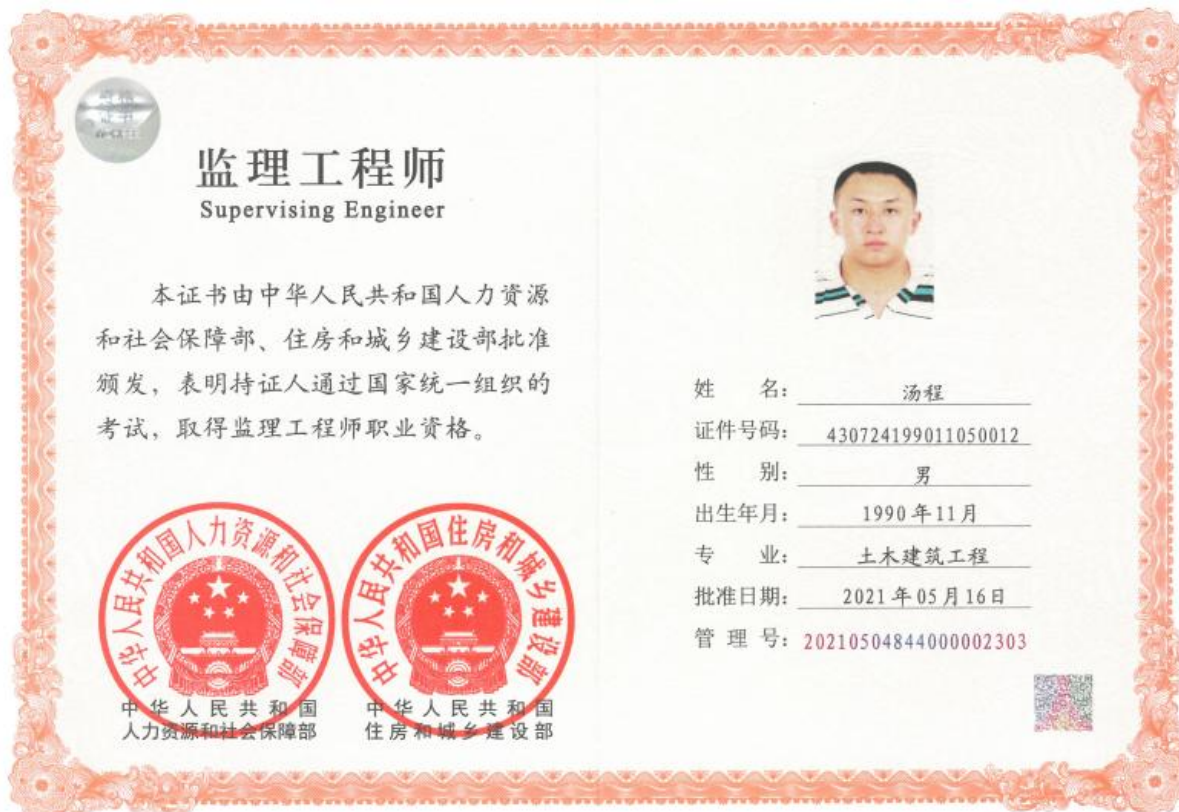 监理工程师
Supervising Engineer
本证书由中华人民共和国人力资源
和社会保障部、住房和城乡建设部批准
颁发，表明持证人通过国家统一组织的
考试，取得监理工程师职业资格。
中华人民共和国人力资源和社会保障部
中华人民共和国
人力资源和社会保障部
中华人民共和国住房和城乡建设部
中华人民共和国
住房和城乡建设部
姓名：汤程
证件号码：430724199011050012
性别：男
出生年月：1990年11月
专业：土木建筑工程
批准日期：2021年05月16日
管理号：20210504844000002303